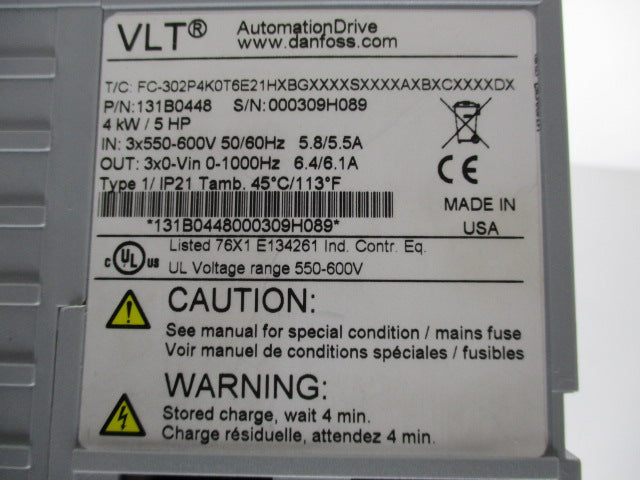 VLT® AutomationDrive
www.danfoss.com
T/C: FC-302P4K0T6E21HXBGXXXXSXXXXAXBXCXXXXDX
P/N:131B0448 S/N:000309H089
4 kW / 5 HP
IN: 3x550-600V 50/60Hz 5.8/5.5A
OUT: 3x0-Vin 0-1000Hz 6.4/6.1A
Type 1/ IP21 Tamb. 45°C/113°F
*131B0448000309H089*
CE
MADE IN
USA
c UL US
Listed 76X1 E134261 Ind. Contr. Eq.
UL Voltage range 550-600V
CAUTION:
See manual for special condition / mains fuse
Voir manuel de conditions spéciales / fusibles
WARNING:
Stored charge, wait 4 min.
Charge résiduelle, attendez 4 min.